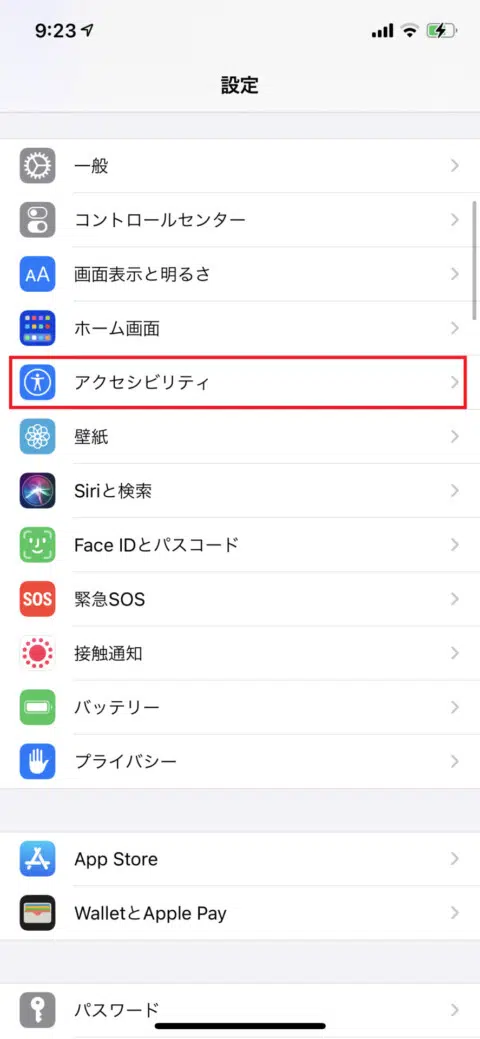 9:23
設定
一般
コントロールセンター
AA 画面表示と明るさ
ホーム画面
アクセシビリティ
壁紙
Siriと検索
Face IDとパスコード
SOS 緊急SOS
接触通知
バッテリー
プライバシー
App Store
WalletとApple Pay
パスワード